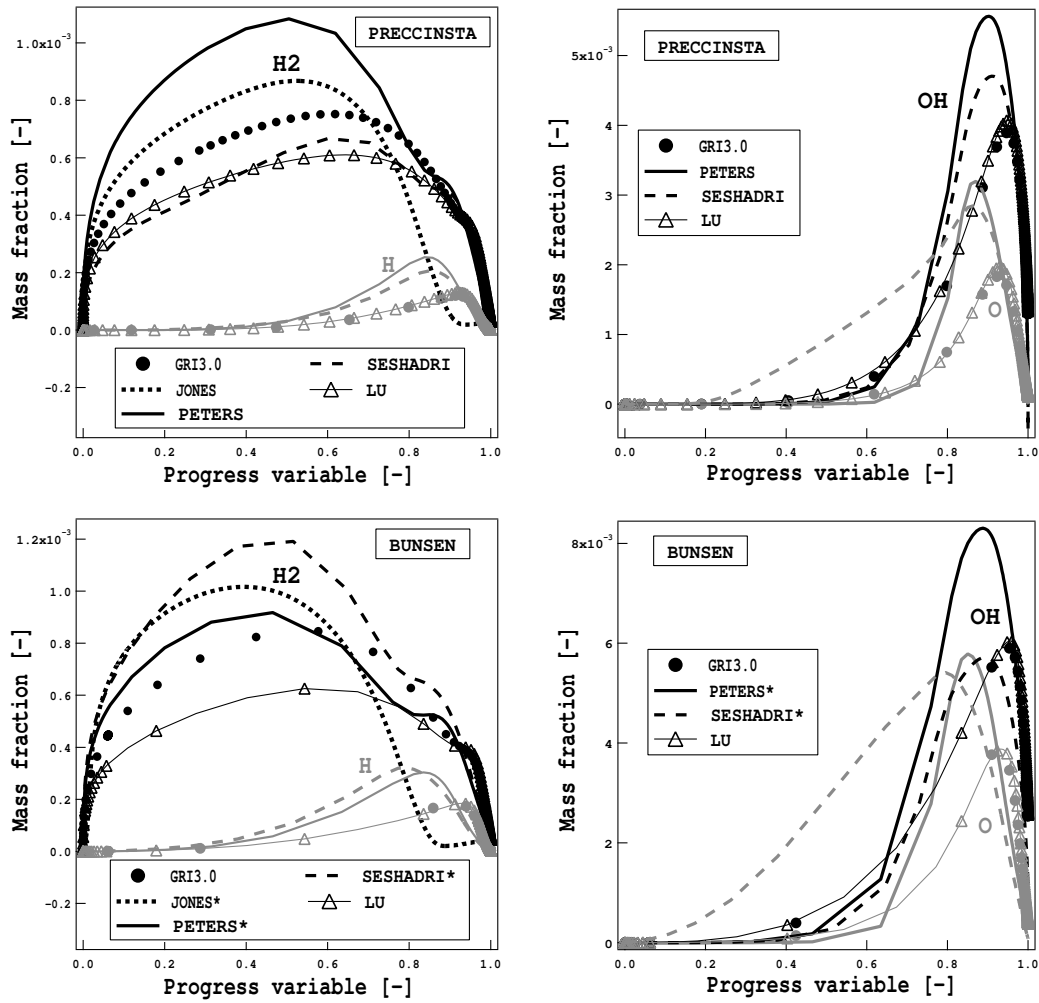 PRECCINSTA
1.0x10⁻³
0.8
0.6
0.4
0.2
0.0
-0.2
Mass fraction [-]
H2
H
GRI3.0
JONES
PETERS
SESHADRI
LU
0.0 0.2 0.4 0.6 0.8 1.0
Progress variable [-]
PRECCINSTA
5x10⁻³
4
3
2
1
0
Mass fraction [-]
OH
O
GRI3.0
PETERS
SESHADRI
LU
0.0 0.2 0.4 0.6 0.8 1.0
Progress variable [-]
BUNSEN
1.2x10⁻³
1.0
0.8
0.6
0.4
0.2
0.0
-0.2
Mass fraction [-]
H2
H
GRI3.0
JONES*
PETERS*
SESHADRI*
LU
0.0 0.2 0.4 0.6 0.8 1.0
Progress variable [-]
BUNSEN
8x10⁻³
6
4
2
0
Mass fraction [-]
OH
O
GRI3.0
PETERS*
SESHADRI*
LU
0.0 0.2 0.4 0.6 0.8 1.0
Progress variable [-]